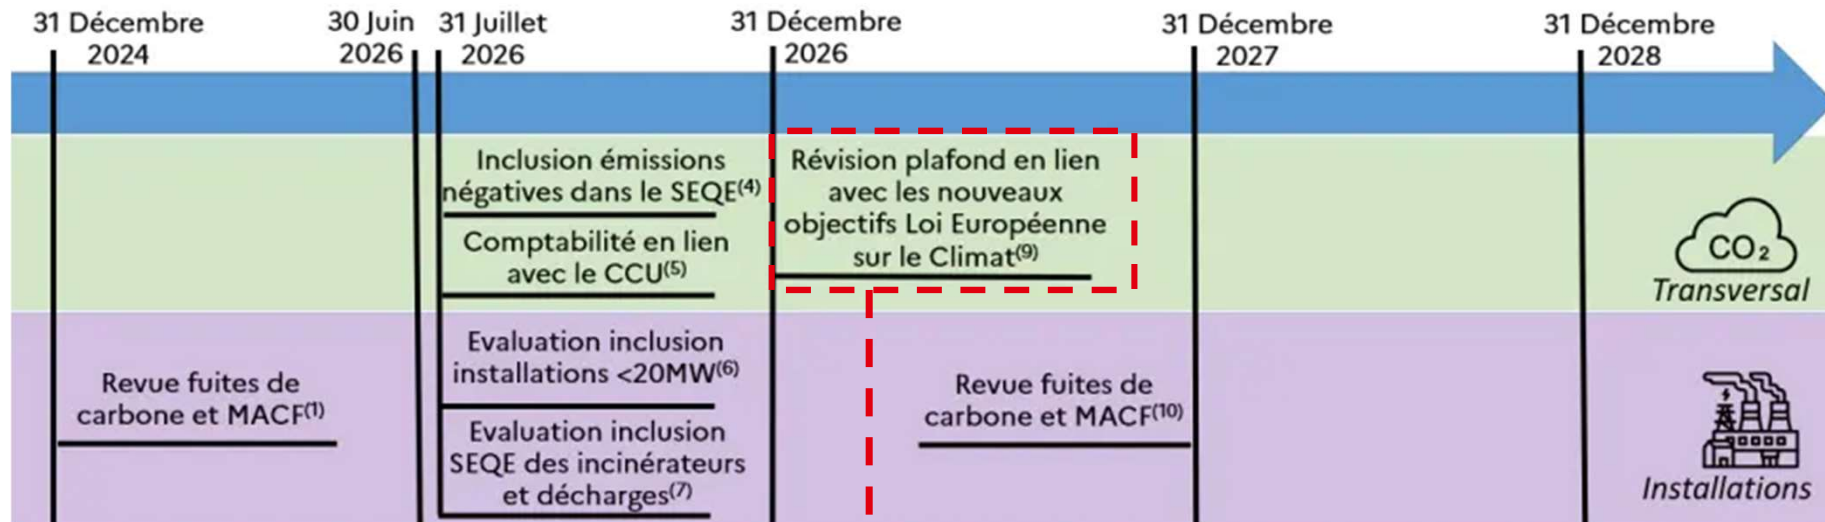 31 Décembre
2024
30 Juin
2026
31 Juillet
2026
31 Décembre
2026
31 Décembre
2027
31 Décembre
2028
Inclusion émissions
négatives dans le SEQE(4)
Comptabilité en lien
avec le CCU(5)
Révision plafond en lien
avec les nouveaux
objectifs Loi Européenne
sur le Climat(9)
CO2
Transversal
Revue fuites de
carbone et MACF(1)
Evaluation inclusion
installations <20MW(6)
Evaluation inclusion
SEQE des incinérateurs
et décharges(7)
Revue fuites de
carbone et MACF(10)
Installations